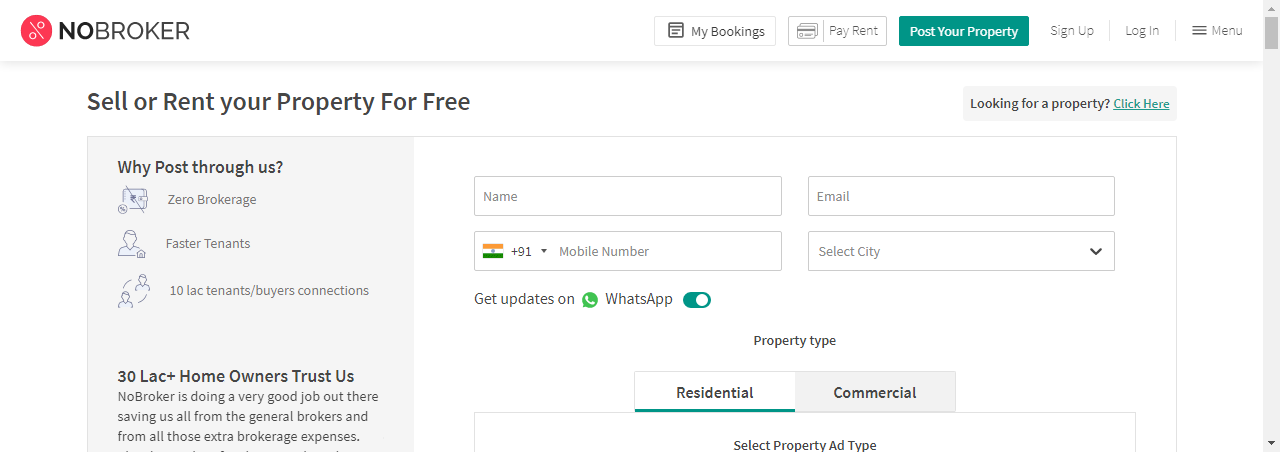 NOBROKER
My Bookings
Pay Rent
Post Your Property
Sign Up
Log In
Menu
Sell or Rent your Property For Free
Looking for a property? Click Here
Why Post through us?
Zero Brokerage
Faster Tenants
10 lac tenants/buyers connections
30 Lac+ Home Owners Trust Us
NoBroker is doing a very good job out there
saving us all from the general brokers and
from all those extra brokerage expenses.
Name
Email
+91
Mobile Number
Select City
Get updates on WhatsApp
Property type
Residential
Commercial
Select Property Ad Type